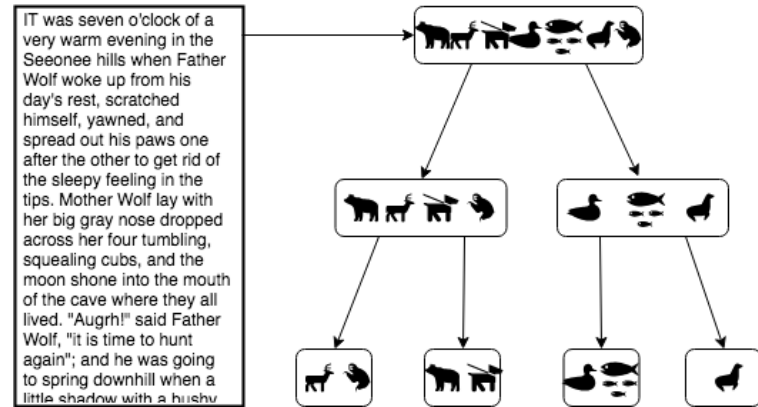 IT was seven o'clock of a
very warm evening in the
Seeonee hills when Father
Wolf woke up from his
day's rest, scratched
himself, yawned, and
spread out his paws one
after the other to get rid of
the sleepy feeling in the
tips. Mother Wolf lay with
her big gray nose dropped
across her four tumbling,
squealing cubs, and the
moon shone into the mouth
of the cave where they all
lived. "Augrh!" said Father
Wolf, "it is time to hunt
again"; and he was going
to spring downhill when a
little shadow with a bushy